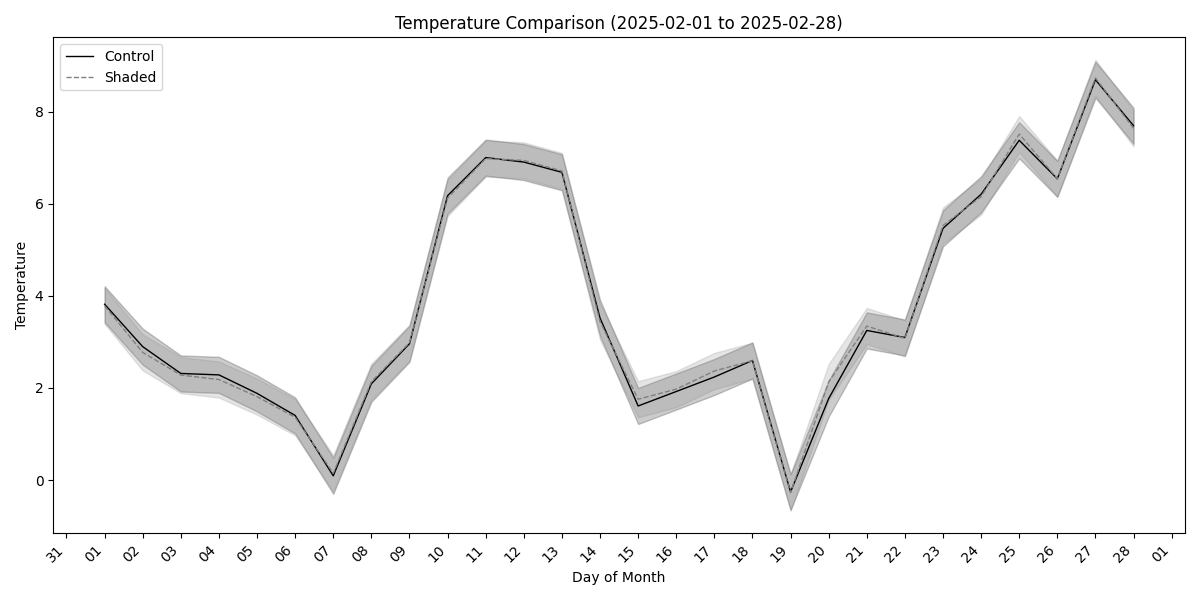 Temperature Comparison (2025-02-01 to 2025-02-28)
Control
Shaded
Temperature
8
6
4
2
0
31 01 02 03 04 05 06 07 08 09 10 11 12 13 14 15 16 17 18 19 20 21 22 23 24 25 26 27 28 01
Day of Month